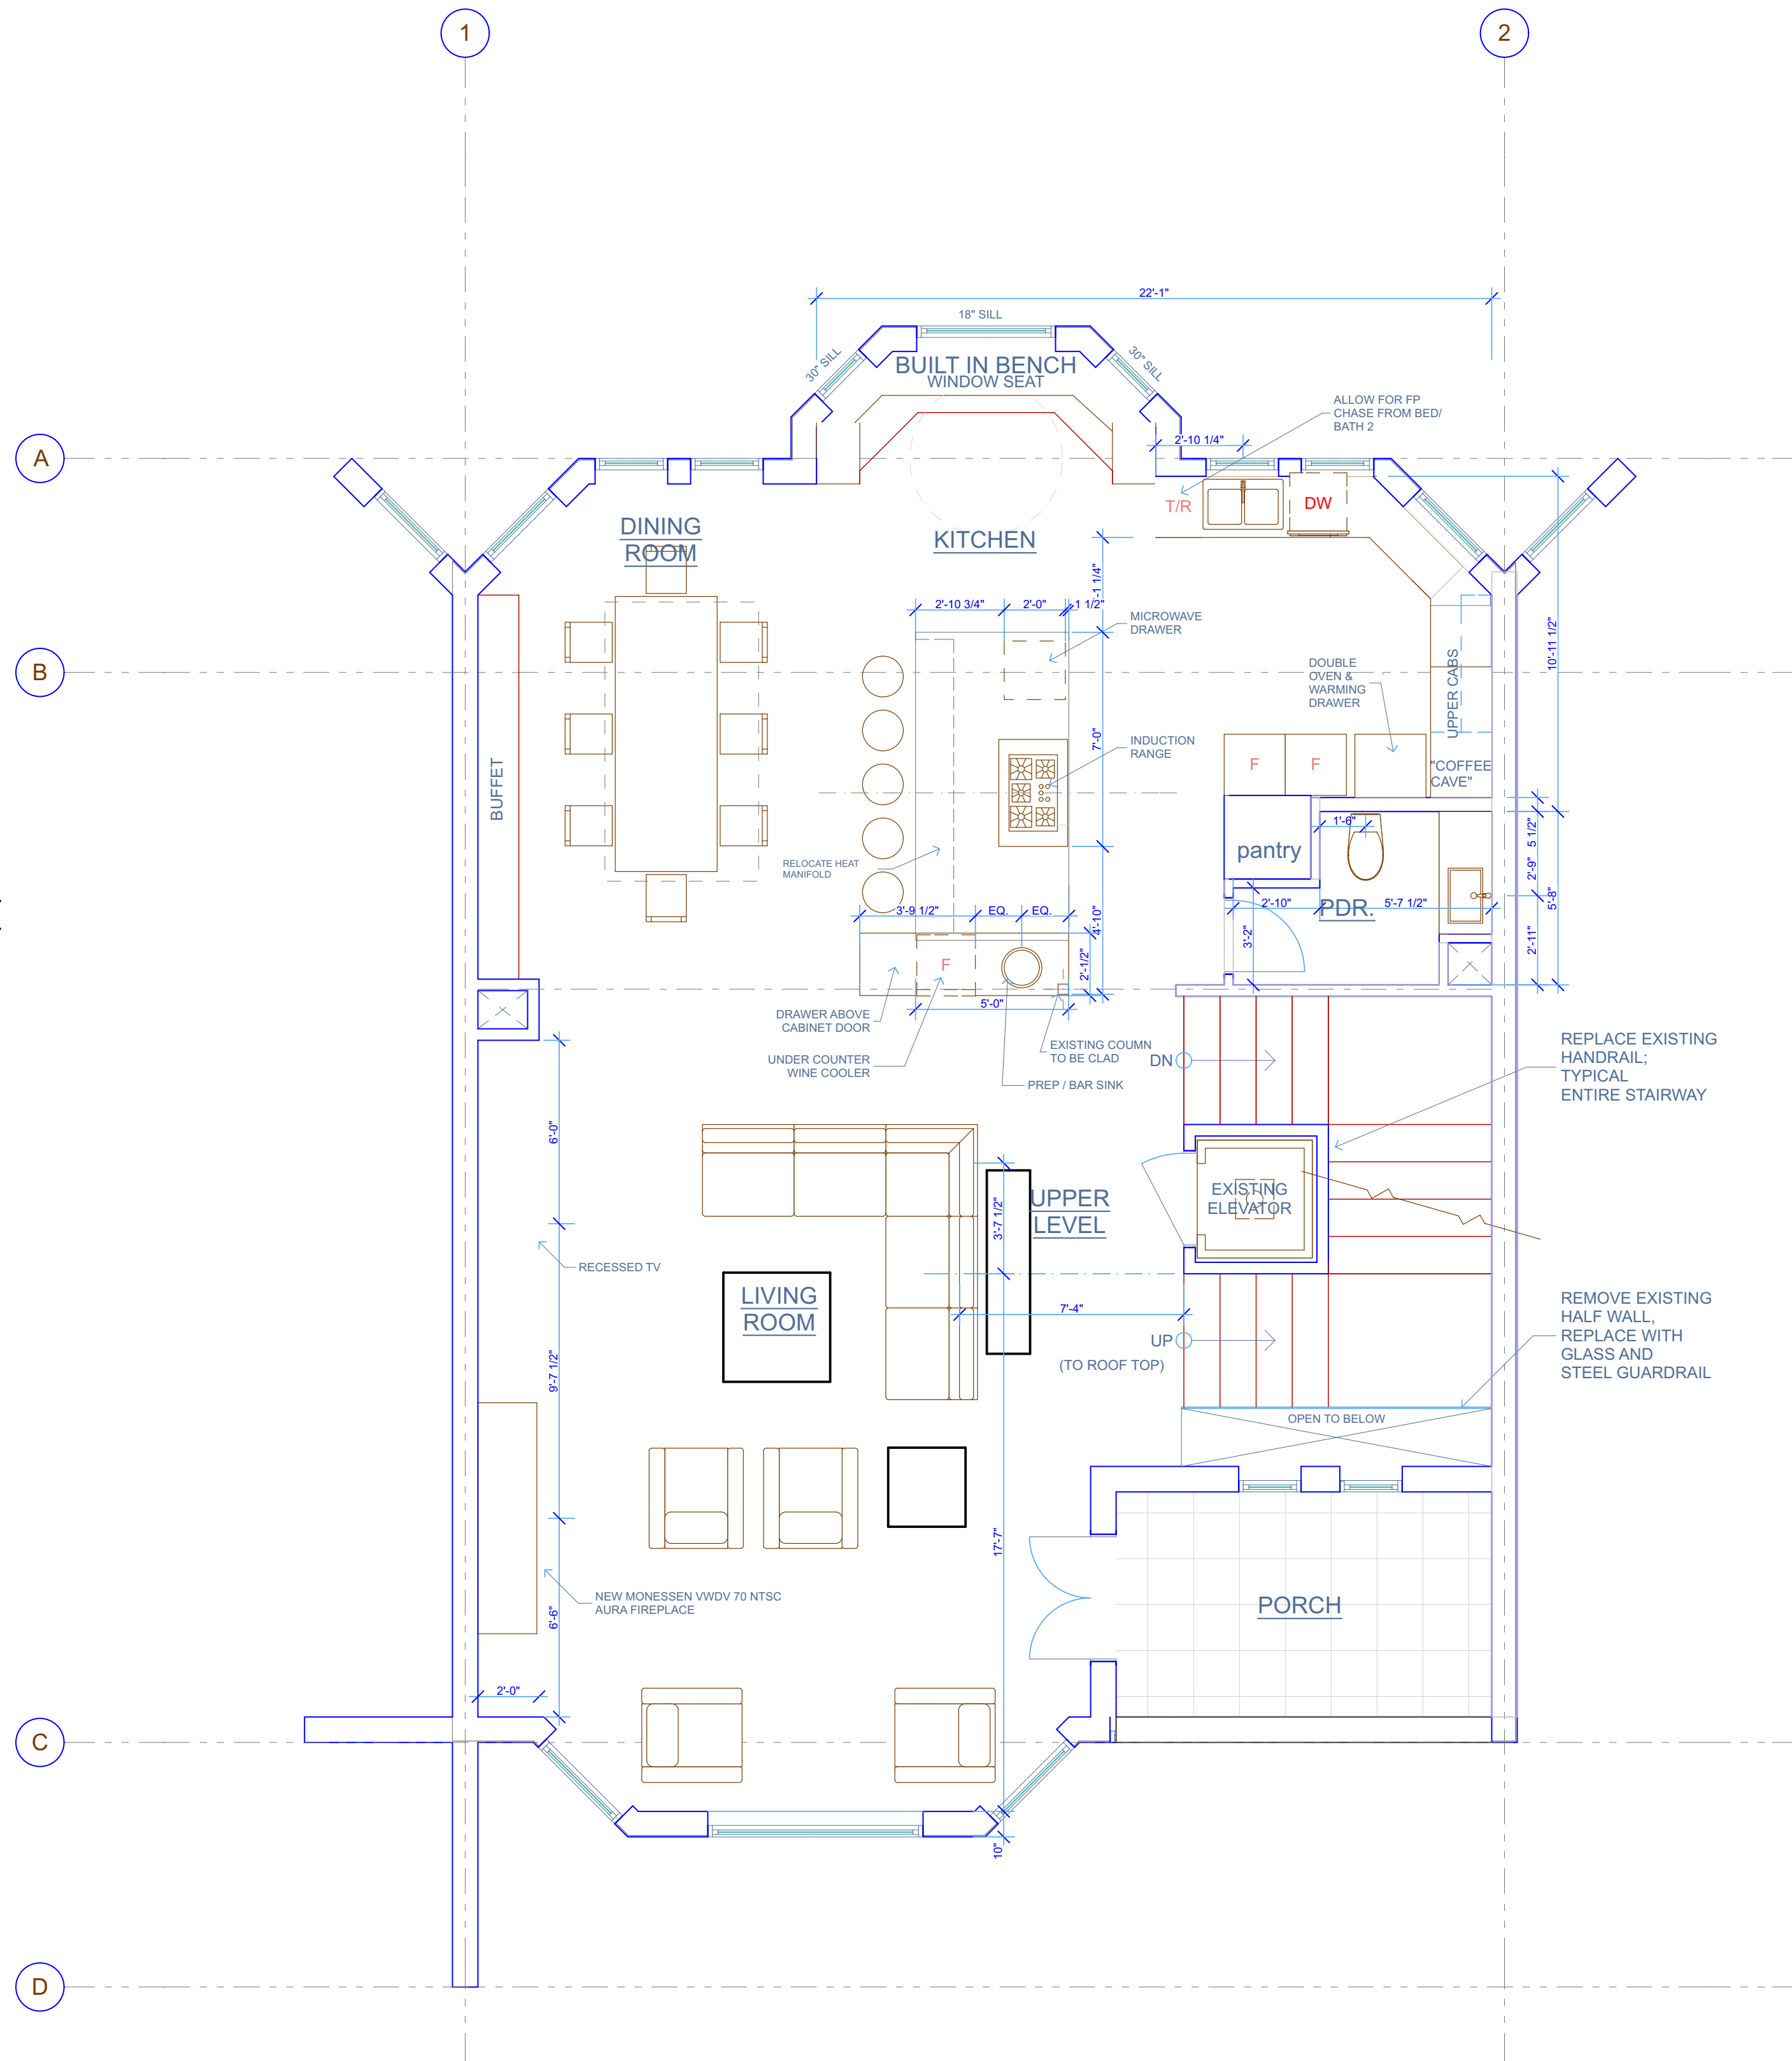 1
2
22'-1"
18" SILL
30" SILL
30" SILL
BUILT IN BENCH
WINDOW SEAT
ALLOW FOR FP
CHASE FROM BED/
BATH 2
A
2'-10 1/4"
T/R
DW
DINING
ROOM
KITCHEN
2'-10 3/4"
2'-0"
1 1/2"
-1 1/4"
MICROWAVE
DRAWER
10'-11 1/2"
B
DOUBLE
OVEN &
WARMING
DRAWER
UPPER CABS
BUFFET
7'-0"
INDUCTION
RANGE
F
F
"COFFEE
CAVE"
1'-6"
pantry
5 1/2"
2'-9"
5'-8"
2'-11"
RELOCATE HEAT
MANIFOLD
3'-9 1/2"
EQ.
EQ.
4'-10"
2'-10"
PDR.
5'-7 1/2"
3'-2"
F
2'-1/2"
5'-0"
DRAWER ABOVE
CABINET DOOR
UNDER COUNTER
WINE COOLER
EXISTING COUMN
TO BE CLAD
PREP / BAR SINK
DN
REPLACE EXISTING
HANDRAIL;
TYPICAL
ENTIRE STAIRWAY
6'-0"
EXISTING
ELEVATOR
UPPER
LEVEL
3'-7 1/2"
RECESSED TV
LIVING
ROOM
7'-4"
UP
(TO ROOF TOP)
REMOVE EXISTING
HALF WALL,
REPLACE WITH
GLASS AND
STEEL GUARDRAIL
9'-7 1/2"
OPEN TO BELOW
17'-7"
NEW MONESSEN VWDV 70 NTSC
AURA FIREPLACE
6'-6"
PORCH
2'-0"
C
10"
D